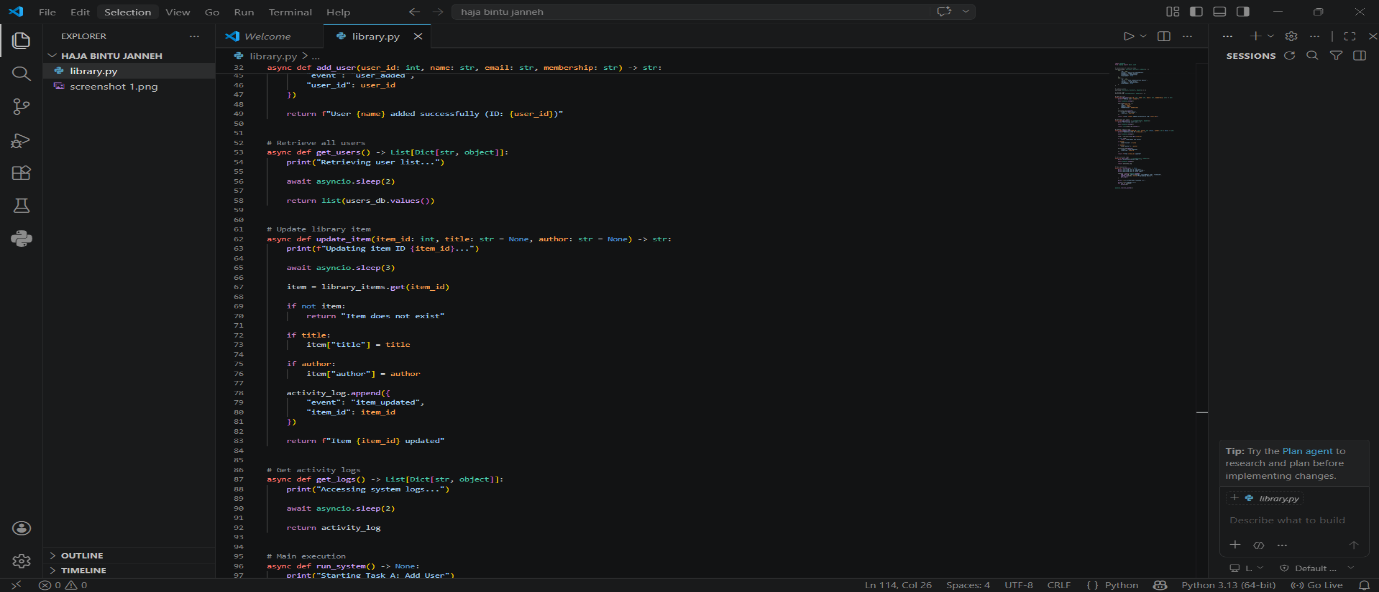 File Edit Selection View Go Run Terminal Help
haja bintu janneh
EXPLORER
HAJA BINTU JANNEH
library.py
screenshot 1.png
OUTLINE
TIMELINE
Welcome
library.py
library.py > ...
32 async def add_user(user_id: int, name: str, email: str, membership: str) -> str:
45 "event": "user_added",
46 "user_id": user_id
47 })
48
49 return f"User {name} added successfully (ID: {user_id})"
50
51
52 # Retrieve all users
53 async def get_users() -> List[Dict[str, object]]:
54 print("Retrieving user list...")
55
56 await asyncio.sleep(2)
57
58 return list(users_db.values())
59
60
61 # Update library item
62 async def update_item(item_id: int, title: str = None, author: str = None) -> str:
63 print(f"Updating item ID {item_id}...")
64
65 await asyncio.sleep(3)
66
67 item = library_items.get(item_id)
68
69 if not item:
70 return "Item does not exist"
71
72 if title:
73 item["title"] = title
74
75 if author:
76 item["author"] = author
77
78 activity_log.append({
79 "event": "item_updated",
80 "item_id": item_id
81 })
82
83 return f"Item {item_id} updated"
84
85
86 # Get activity logs
87 async def get_logs() -> List[Dict[str, object]]:
88 print("Accessing system logs...")
89
90 await asyncio.sleep(2)
91
92 return activity_log
93
94
95 # Main execution
96 async def run_system() -> None:
97 print("Starting Task A: Add User")
SESSIONS
Tip: Try the Plan agent to
research and plan before
implementing changes.
library.py
Describe what to build
L... Default ...
0 0
Ln 114, Col 26 Spaces: 4 UTF-8 CRLF { } Python Python 3.13 (64-bit) Go Live